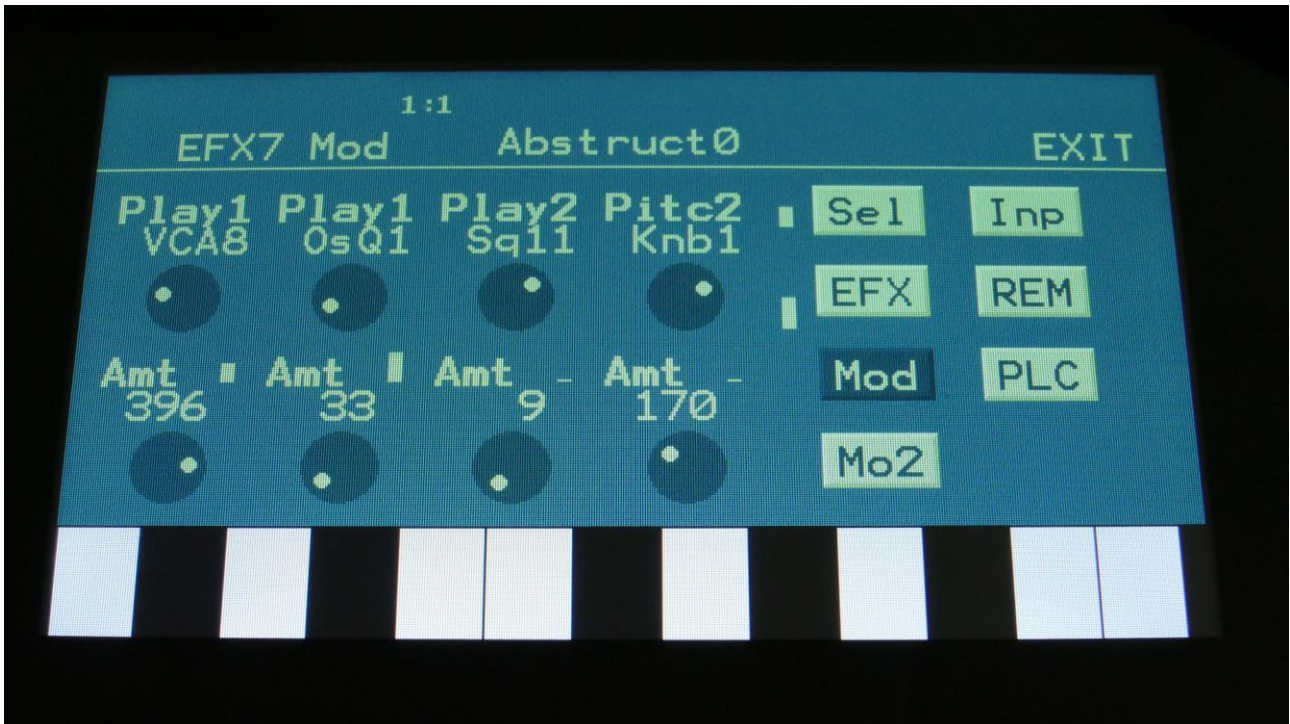 1:1
EFX7 Mod Abstruct0 EXIT
Play1 Play1 Play2 Pitc2 Sel Inp
VCA8 OsQ1 Sq11 Knb1
EFX REM
Amt Amt Amt Amt Mod PLC
396 33 9 170
Mo2